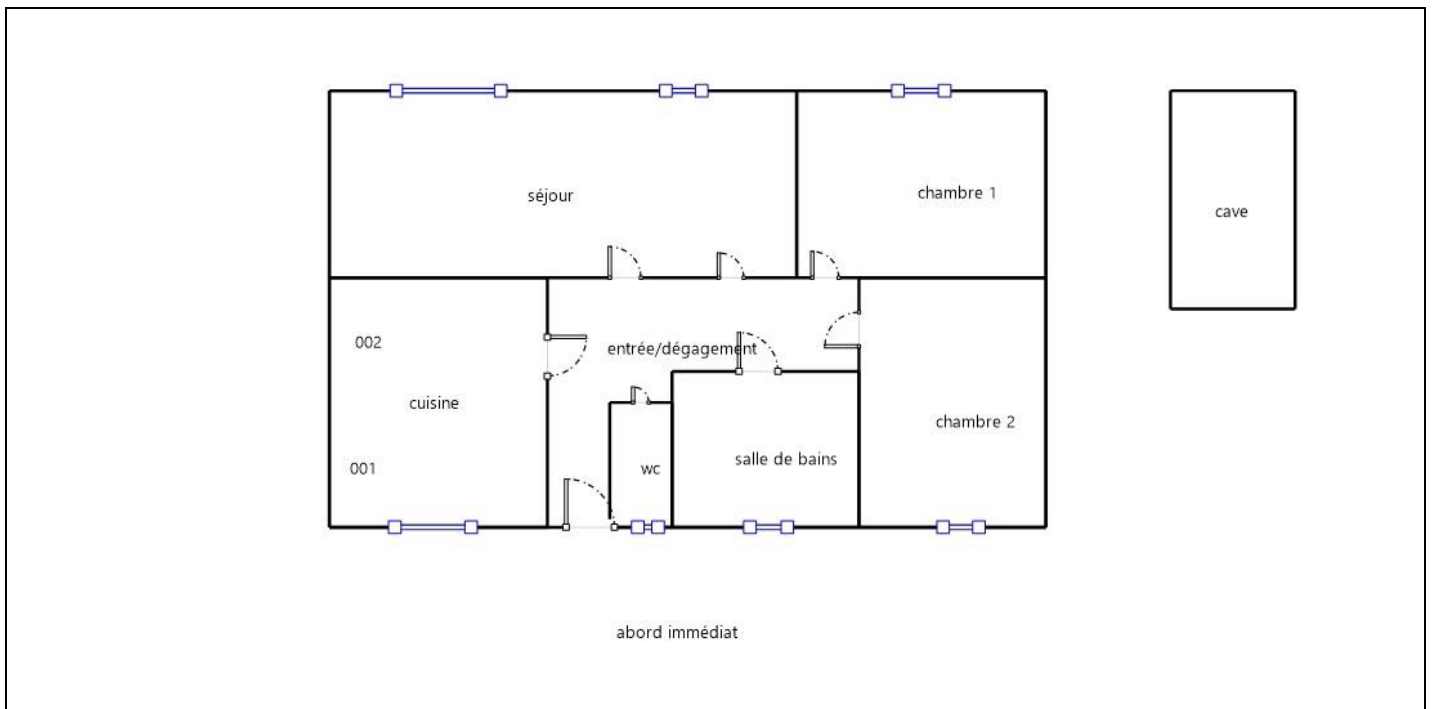 séjour
chambre 1
cave
002
entrée/dégagement
cuisine
chambre 2
001
wc
salle de bains
abord immédiat